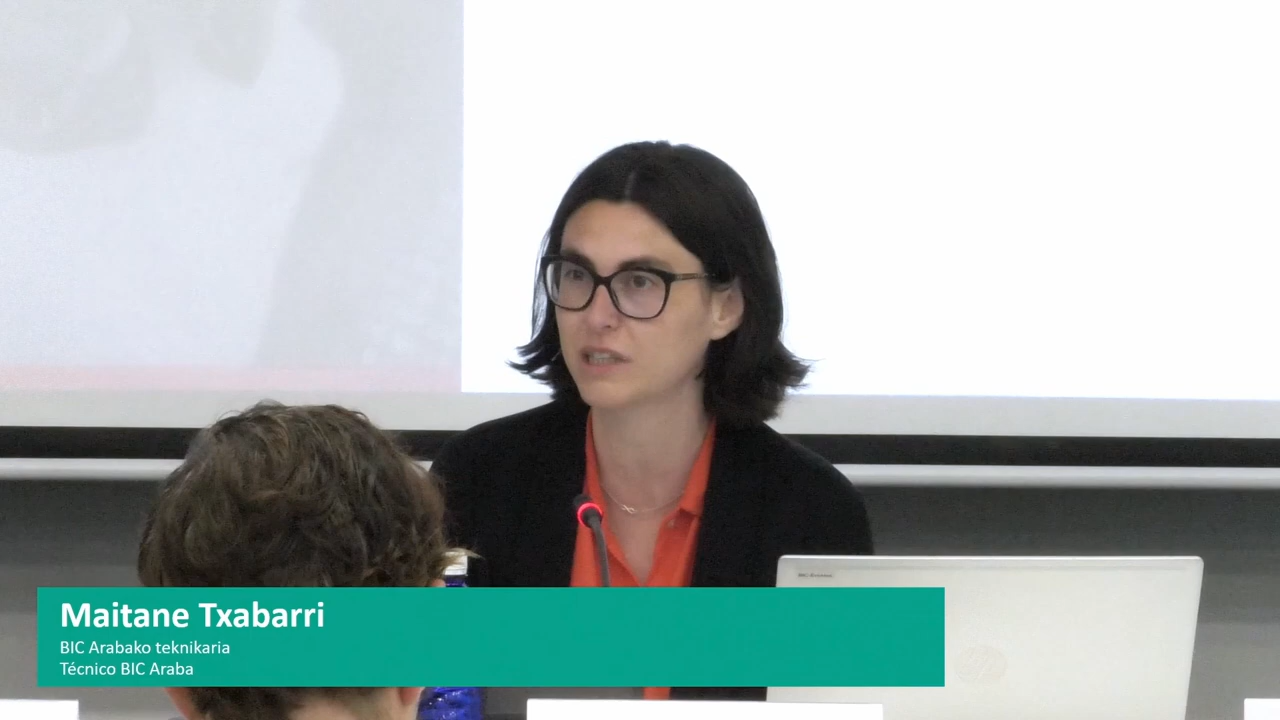 Maitane Txabarri
BIC Arabako teknikaria
Técnico BIC Araba